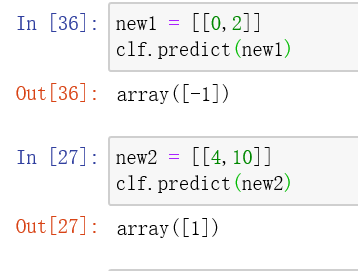 In [36]: new1 = [[0,2]]
clf.predict(new1)
Out[36]: array([-1])
In [27]: new2 = [[4,10]]
clf.predict(new2)
Out[27]: array([1])